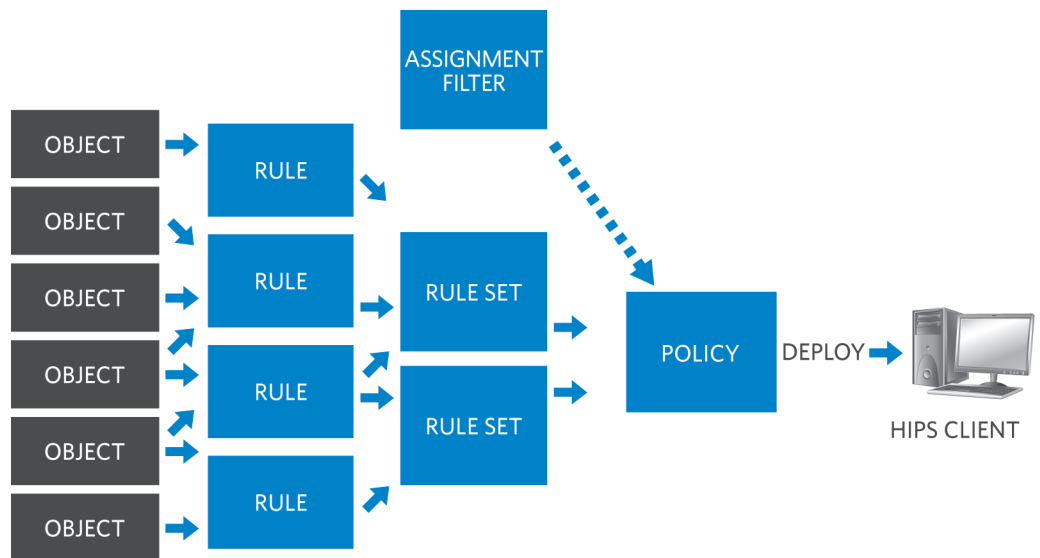 ASSIGNMENT
FILTER
OBJECT
OBJECT
OBJECT
OBJECT
OBJECT
OBJECT
RULE
RULE
RULE
RULE
RULE SET
RULE SET
POLICY
DEPLOY
HIPS CLIENT